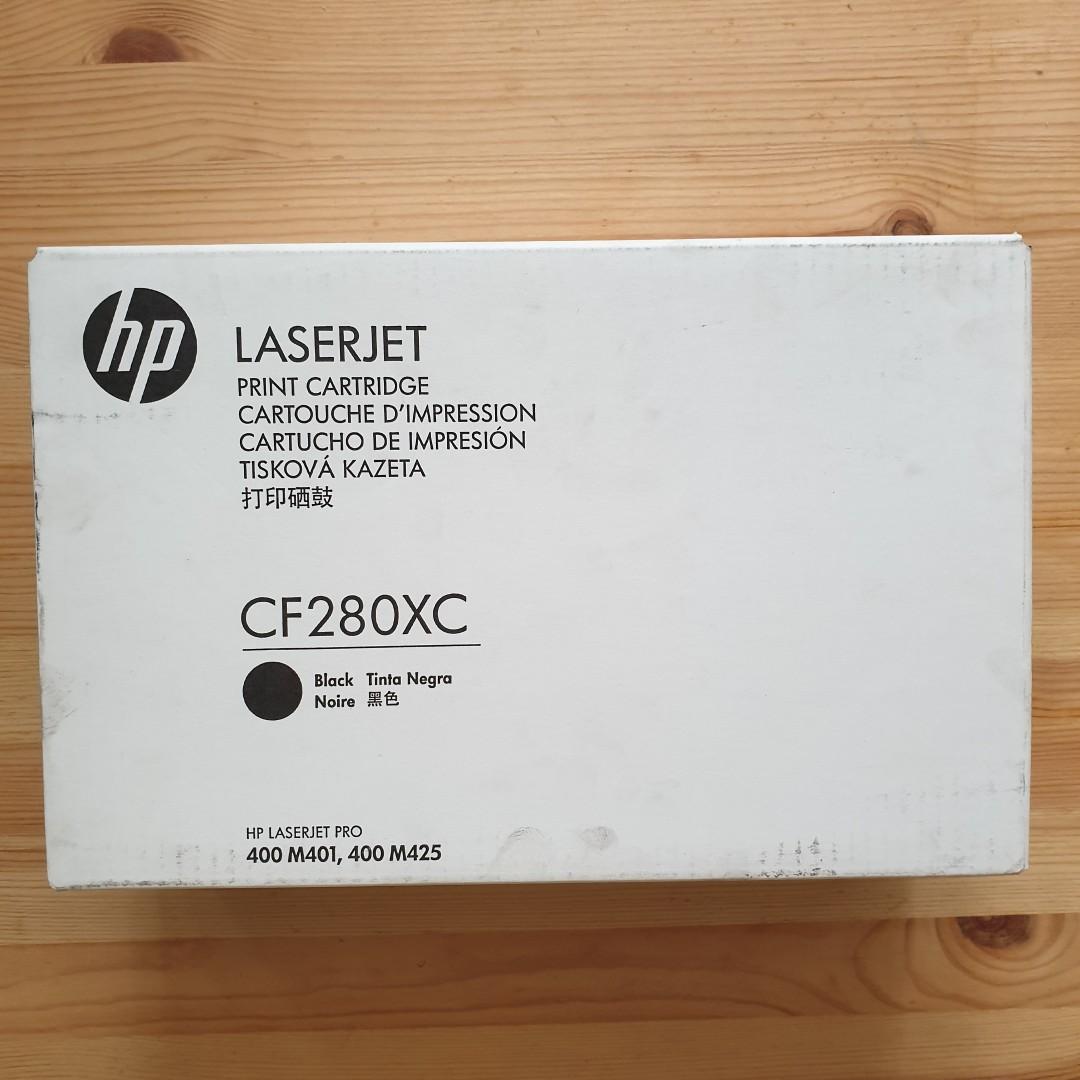 hp
LASERJET
PRINT CARTRIDGE
CARTOUCHE D'IMPRESSION
CARTUCHO DE IMPRESIÓN
TISKOVÁ KAZETA
打印硒鼓
CF280XC
Black Tinta Negra
Noire 黑色
HP LASERJET PRO
400 M401, 400 M425